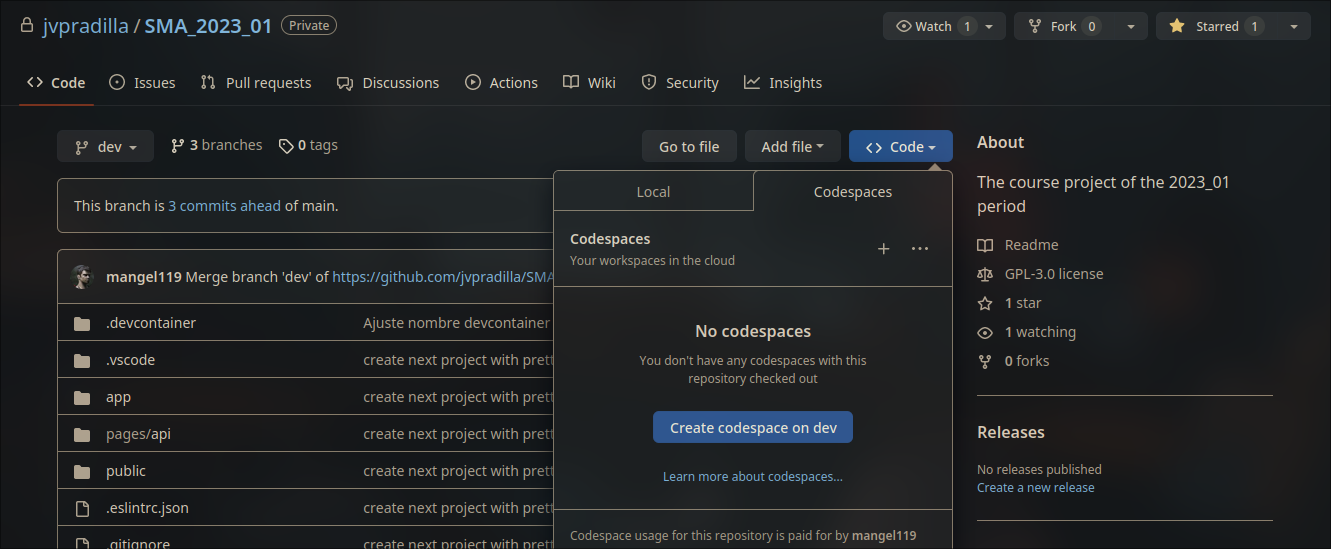 jvpradilla / SMA_2023_01 Private
Watch 1 Fork 0 Starred 1
Code Issues Pull requests Discussions Actions Wiki Security Insights
dev 3 branches 0 tags Go to file Add file Code
This branch is 3 commits ahead of main.
mangel119 Merge branch 'dev' of https://github.com/jvpradilla/SMA
.devcontainer Ajuste nombre devcontainer
.vscode create next project with prett
app create next project with prett
pages/api create next project with prett
public create next project with prett
.eslintrc.json create next project with prett
.gitignore create next project with prett
Local Codespaces
Codespaces
Your workspaces in the cloud
No codespaces
You don't have any codespaces with this
repository checked out
Create codespace on dev
Learn more about codespaces...
Codespace usage for this repository is paid for by mangel119
About
The course project of the 2023_01
period
Readme
GPL-3.0 license
1 star
1 watching
0 forks
Releases
No releases published
Create a new release